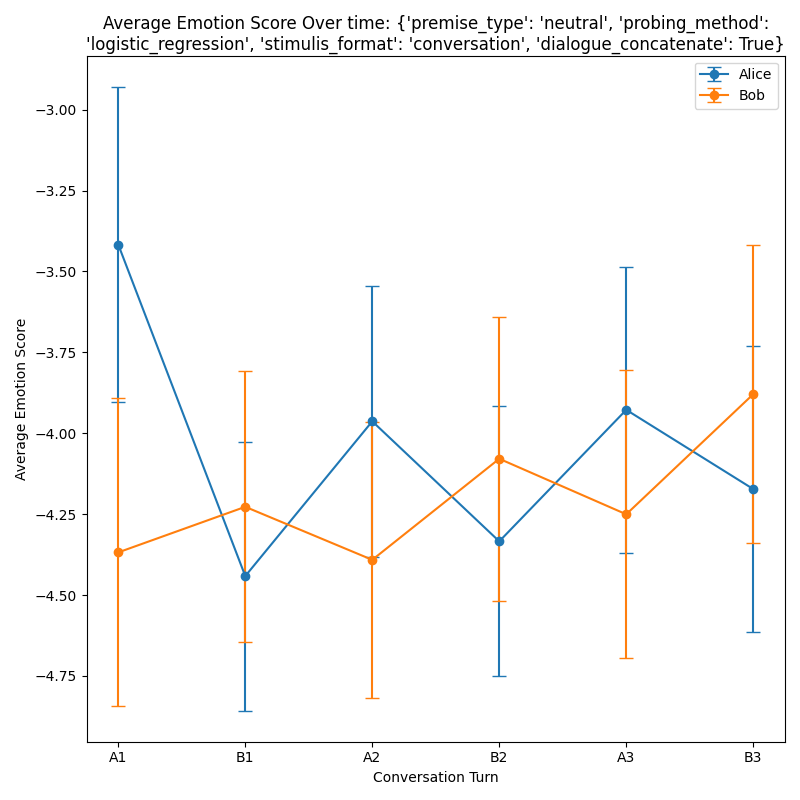 Average Emotion Score Over time: {'premise_type': 'neutral', 'probing_method':
'logistic_regression', 'stimulis_format': 'conversation', 'dialogue_concatenate': True}
Alice
Bob
Average Emotion Score
−3.00
−3.25
−3.50
−3.75
−4.00
−4.25
−4.50
−4.75
A1 B1 A2 B2 A3 B3
Conversation Turn